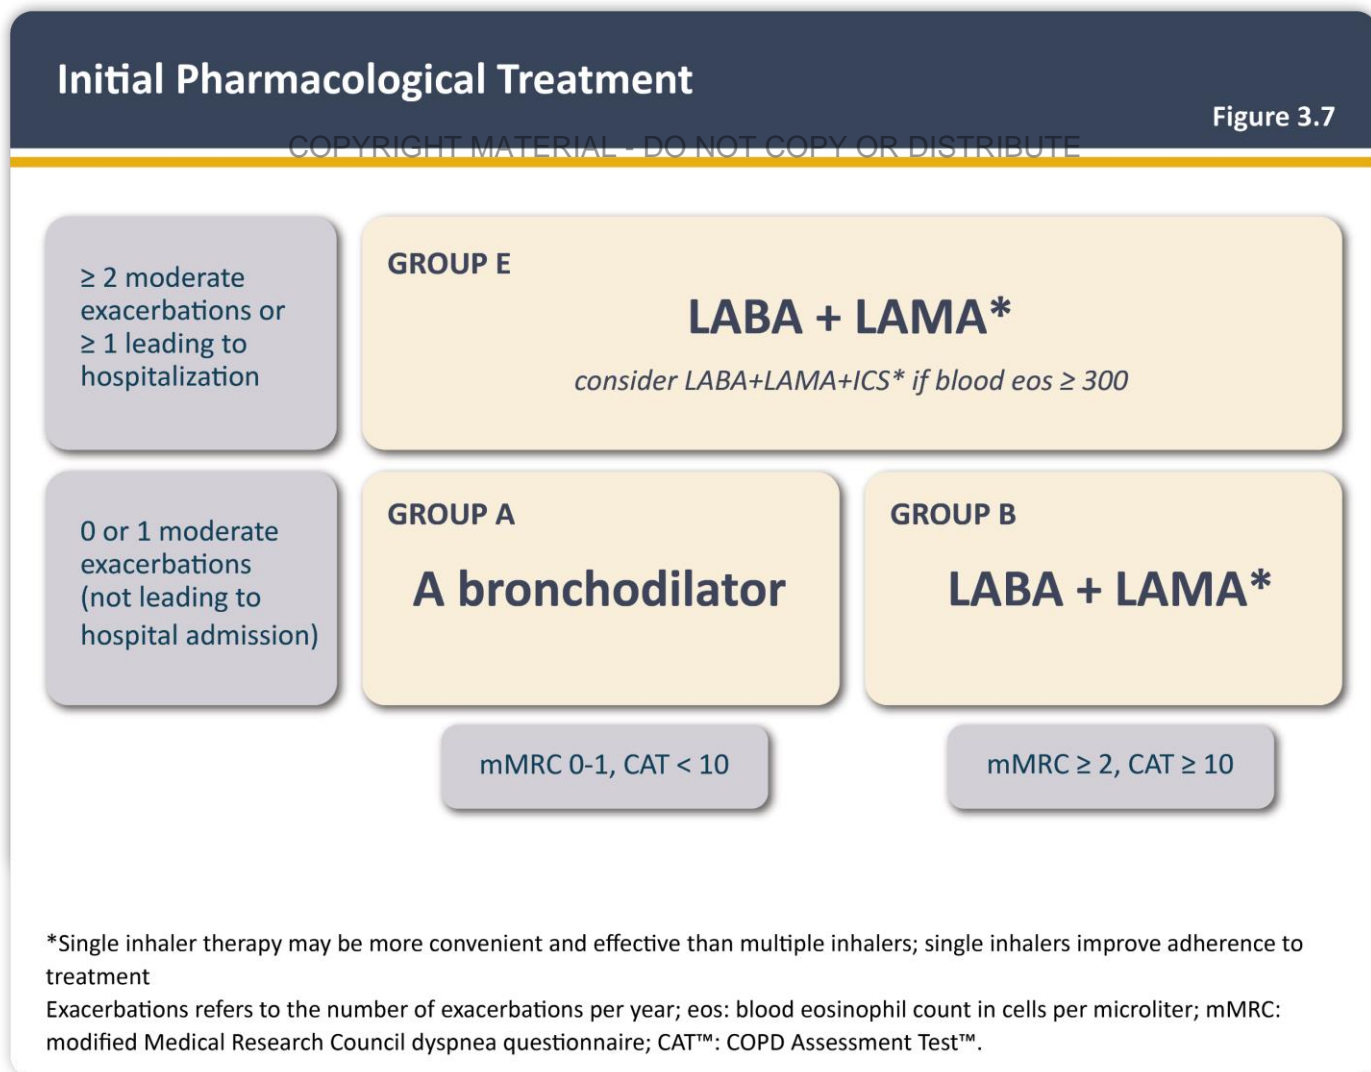 Initial Pharmacological Treatment
Figure 3.7
COPYRIGHT MATERIAL - DO NOT COPY OR DISTRIBUTE
≥ 2 moderate
exacerbations or
≥ 1 leading to
hospitalization
GROUP E
LABA + LAMA*
consider LABA+LAMA+ICS* if blood eos ≥ 300
0 or 1 moderate
exacerbations
(not leading to
hospital admission)
GROUP A
A bronchodilator
GROUP B
LABA + LAMA*
mMRC 0-1, CAT < 10
mMRC ≥ 2, CAT ≥ 10
*Single inhaler therapy may be more convenient and effective than multiple inhalers; single inhalers improve adherence to
treatment
Exacerbations refers to the number of exacerbations per year; eos: blood eosinophil count in cells per microliter; mMRC:
modified Medical Research Council dyspnea questionnaire; CAT™: COPD Assessment Test™.